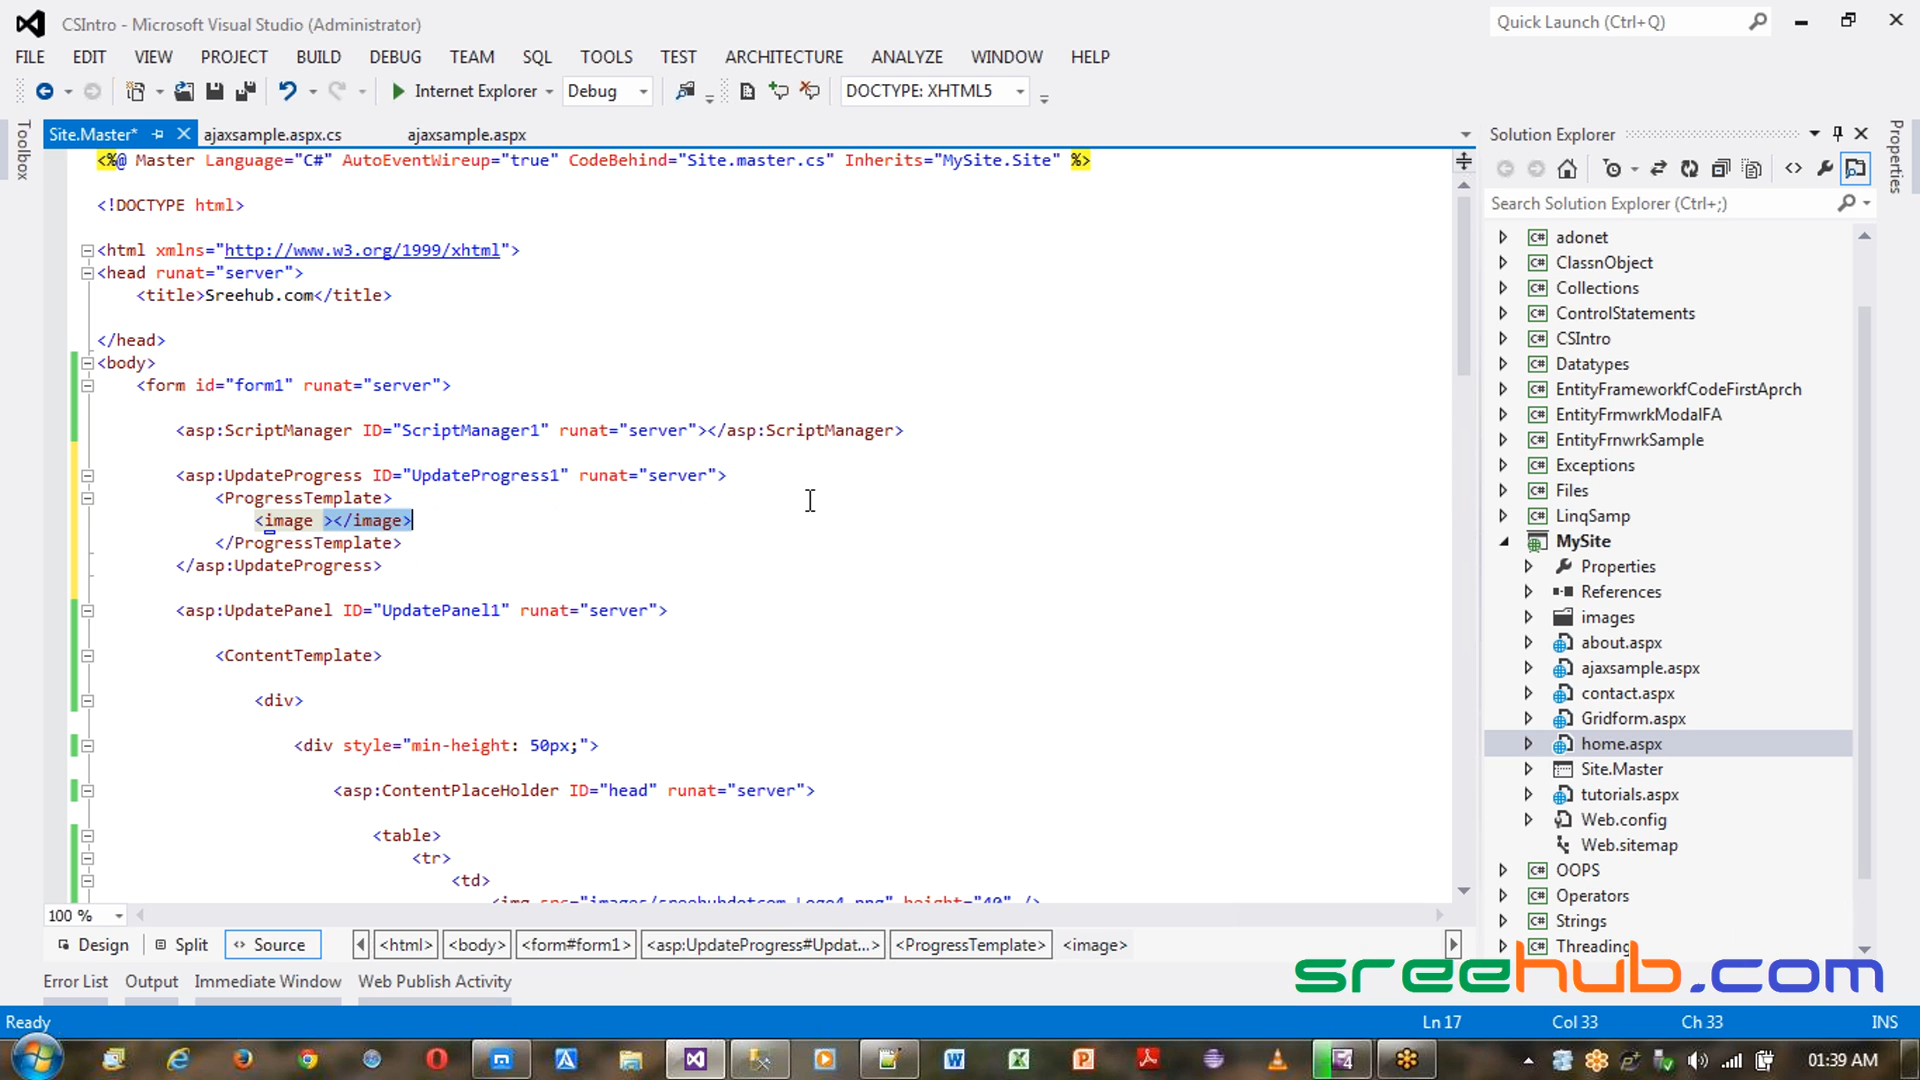 CSIntro - Microsoft Visual Studio (Administrator)
Quick Launch (Ctrl+Q)
FILE EDIT VIEW PROJECT BUILD DEBUG TEAM SQL TOOLS TEST ARCHITECTURE ANALYZE WINDOW HELP
Internet Explorer Debug DOCTYPE: XHTML5
Toolbox
Site.Master* ajaxsample.aspx.cs ajaxsample.aspx
<%@ Master Language="C#" AutoEventWireup="true" CodeBehind="Site.master.cs" Inherits="MySite.Site" %>
<!DOCTYPE html>
<html xmlns="http://www.w3.org/1999/xhtml">
<head runat="server">
<title>Sreehub.com</title>
</head>
<body>
<form id="form1" runat="server">
<asp:ScriptManager ID="ScriptManager1" runat="server"></asp:ScriptManager>
<asp:UpdateProgress ID="UpdateProgress1" runat="server">
<ProgressTemplate>
<image ></image>
</ProgressTemplate>
</asp:UpdateProgress>
<asp:UpdatePanel ID="UpdatePanel1" runat="server">
<ContentTemplate>
<div>
<div style="min-height: 50px;">
<asp:ContentPlaceHolder ID="head" runat="server">
<table>
<tr>
<td>
<img src="images/sreehubdotcom Logo4.png" height="40" />
100 %
Design Split Source <html> <body> <form#form1> <asp:UpdateProgress#Updat...> <ProgressTemplate> <image>
Error List Output Immediate Window Web Publish Activity
Solution Explorer
Search Solution Explorer (Ctrl+;)
adonet
ClassnObject
Collections
ControlStatements
CSIntro
Datatypes
EntityFrameworkfCodeFirstAprch
EntityFrmwrkModalFA
EntityFrnwrkSample
Exceptions
Files
LinqSamp
MySite
Properties
References
images
about.aspx
ajaxsample.aspx
contact.aspx
Gridform.aspx
home.aspx
Site.Master
tutorials.aspx
Web.config
Web.sitemap
OOPS
Operators
Strings
Threading
Properties
sreehub.com
Ready Ln 17 Col 33 Ch 33 INS
01:39 AM